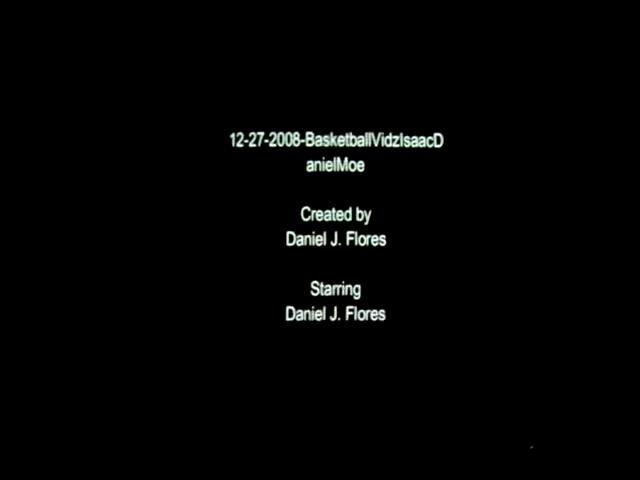 12-27-2008-BasketballVidzIsaacD
anielMoe
Created by
Daniel J. Flores
Starring
Daniel J. Flores